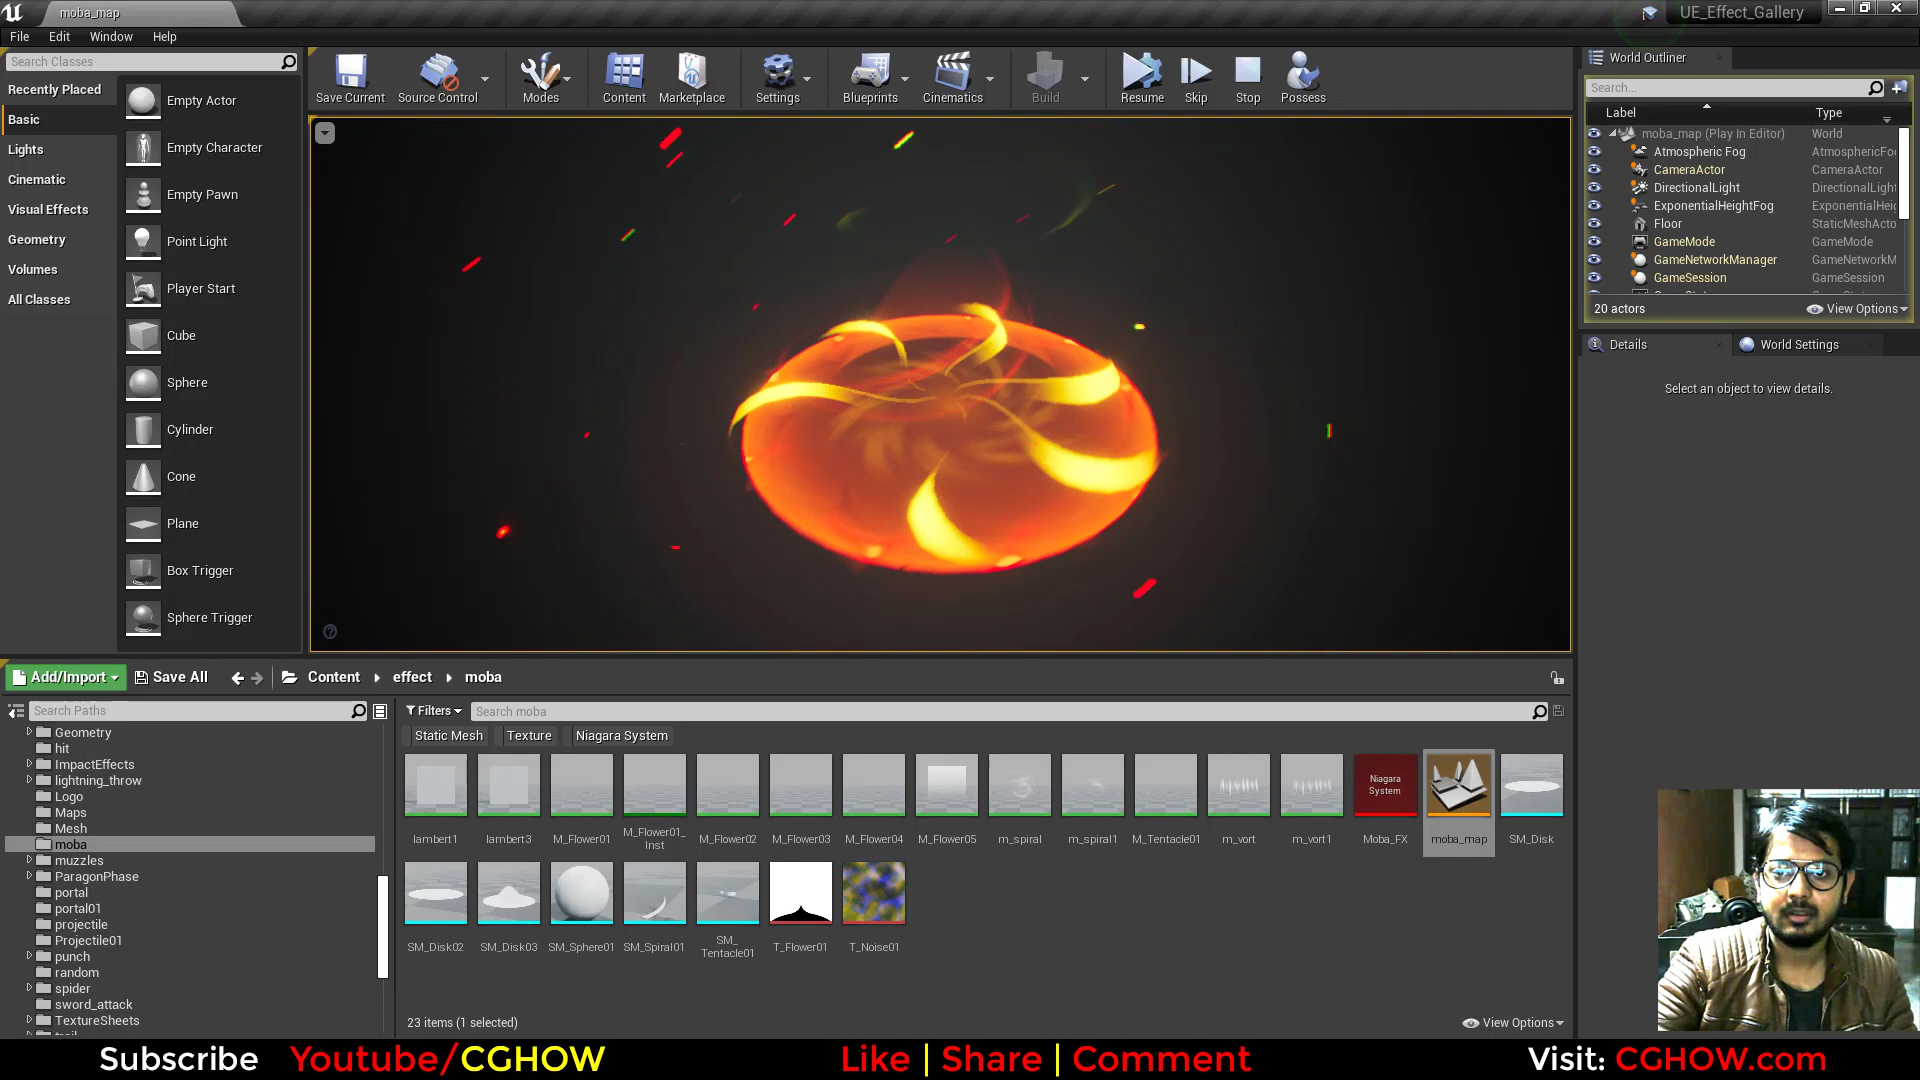 moba_map
UE_Effect_Gallery
File Edit Window Help
Search Classes
Recently Placed
Basic
Lights
Cinematic
Visual Effects
Geometry
Volumes
All Classes
Empty Actor
Empty Character
Empty Pawn
Point Light
Player Start
Cube
Sphere
Cylinder
Cone
Plane
Box Trigger
Sphere Trigger
Save Current Source Control Modes Content Marketplace Settings Blueprints Cinematics Build Resume Skip Stop Possess
World Outliner
Search...
Label Type
moba_map (Play In Editor) World
Atmospheric Fog AtmosphericFo
CameraActor CameraActor
DirectionalLight DirectionalLight
ExponentialHeightFog ExponentialHeig
Floor StaticMeshActo
GameMode GameMode
GameNetworkManager GameNetworkM
GameSession GameSession
20 actors View Options
Details World Settings
Select an object to view details.
Add/Import Save All Content effect moba
Search Paths
Geometry
hit
ImpactEffects
lightning_throw
Logo
Maps
Mesh
moba
muzzles
ParagonPhase
portal
portal01
projectile
Projectile01
punch
random
spider
sword_attack
TextureSheets
Filters Search moba
Static Mesh Texture Niagara System
Niagara
System
lambert1 lambert3 M_Flower01 M_Flower01_
Inst M_Flower02 M_Flower03 M_Flower04 M_Flower05 m_spiral m_spiral1 M_Tentacle01 m_vort m_vort1 Moba_FX moba_map SM_Disk
SM_Disk02 SM_Disk03 SM_Sphere01 SM_Spiral01 SM_
Tentacle01 T_Flower01 T_Noise01
23 items (1 selected) View Options
Subscribe Youtube/CGHOW Like | Share | Comment Visit: CGHOW.com